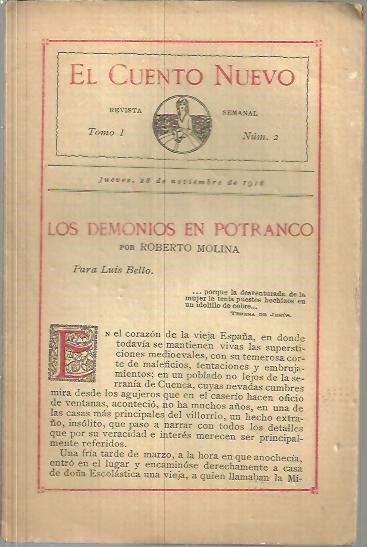 EL CUENTO NUEVO
REVISTA SEMANAL
Tomo I Núm. 2
Jueves, 28 de noviembre de 1918
LOS DEMONIOS EN POTRANCO
POR ROBERTO MOLINA
Para Luis Bello.
... porque la desventurada de la
mujer le tenía puestos hechizos en
un idolillo de cobre...
TERESA DE JESÚS.
EN el corazón de la vieja España, en donde
todavía se mantienen vivas las supersti-
ciones medioevales, con su temerosa cor-
te de maleficios, tentaciones y embruja-
mientos; en un poblado no lejos de la se-
rranía de Cuenca, cuyas nevadas cumbres
mira desde los agujeros que en el caserío hacen oficio
de ventanas, aconteció, no ha muchos años, en una de
las casas más principales del villorrio, un hecho extra-
ño, insólito, que paso a narrar con todos los detalles
que por su veracidad e interés merecen ser principal-
mente referidos.
Una fría tarde de marzo, a la hora en que anochecía,
entró en el lugar y encaminóse derechamente a casa
de doña Escolástica una vieja, a quien llamaban la Mi-